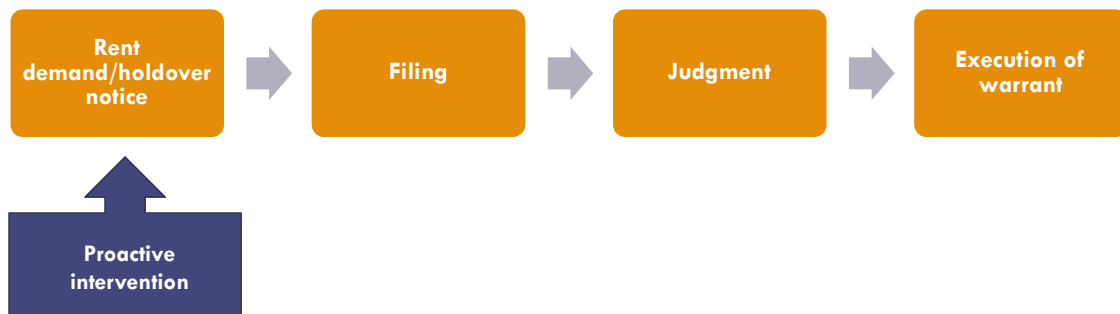 Rent
demand/holdover
notice
Filing
Judgment
Execution of
warrant
Proactive
intervention